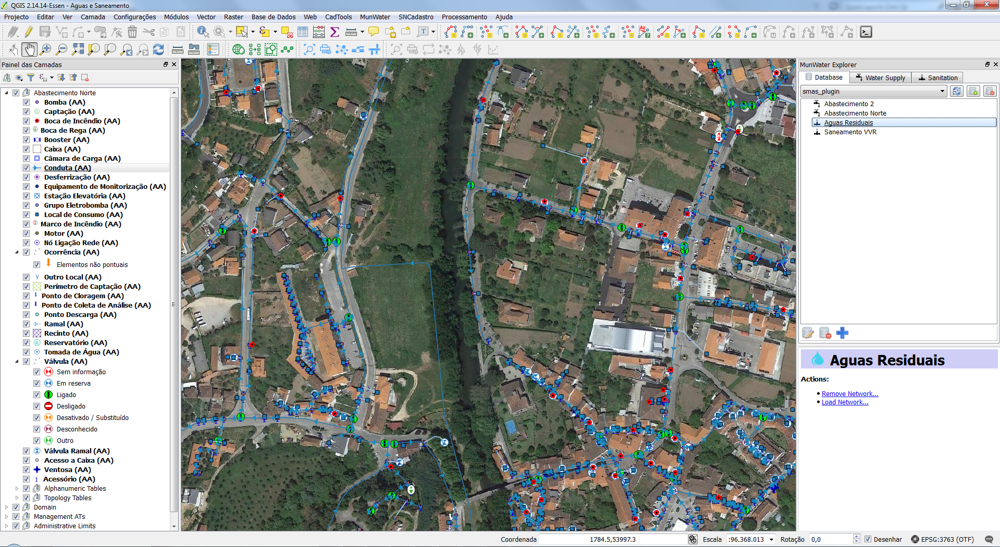 QGIS 2.14.14-Essen - Aguas e Saneamento
Projecto Editar Ver Camada Configurações Módulos Vector Raster Base de Dados Web CadTools MunWater SNCadastro Processamento Ajuda
Painel das Camadas
Abastecimento Norte
Bomba (AA)
Captação (AA)
Boca de Incêndio (AA)
Boca de Rega (AA)
Booster (AA)
Caixa (AA)
Câmara de Carga (AA)
Conduta (AA)
Desferrização (AA)
Equipamento de Monitorização (AA)
Estação Elevatória (AA)
Grupo Eletrobomba (AA)
Local de Consumo (AA)
Marco de Incêndio (AA)
Motor (AA)
Nó Ligação Rede (AA)
Ocorrência (AA)
Elementos não pontuais
Outro Local (AA)
Perímetro de Captação (AA)
Ponto de Cloragem (AA)
Ponto de Coleta de Análise (AA)
Ponto Descarga (AA)
Ramal (AA)
Recinto (AA)
Reservatório (AA)
Tomada de Água (AA)
Válvula (AA)
Sem informação
Em reserva
Ligado
Desligado
Desativado / Substituído
Desconhecido
Outro
Válvula Ramal (AA)
Acesso a Caixa (AA)
Ventosa (AA)
1 Acessório (AA)
Alphanumeric Tables
Topology Tables
Domain
Management ATs
Administrative Limits
MunWater Explorer
Database Water Supply Sanitation
smas_plugin
Abastecimento 2
Abastecimento Norte
Aguas Residuais
Saneamento VVR
Aguas Residuais
Actions:
Remove Network...
Load Network...
Coordenada 1784.5,53997.3 Escala :96.368.013 Rotação 0,0 Desenhar EPSG:3763 (OTF)